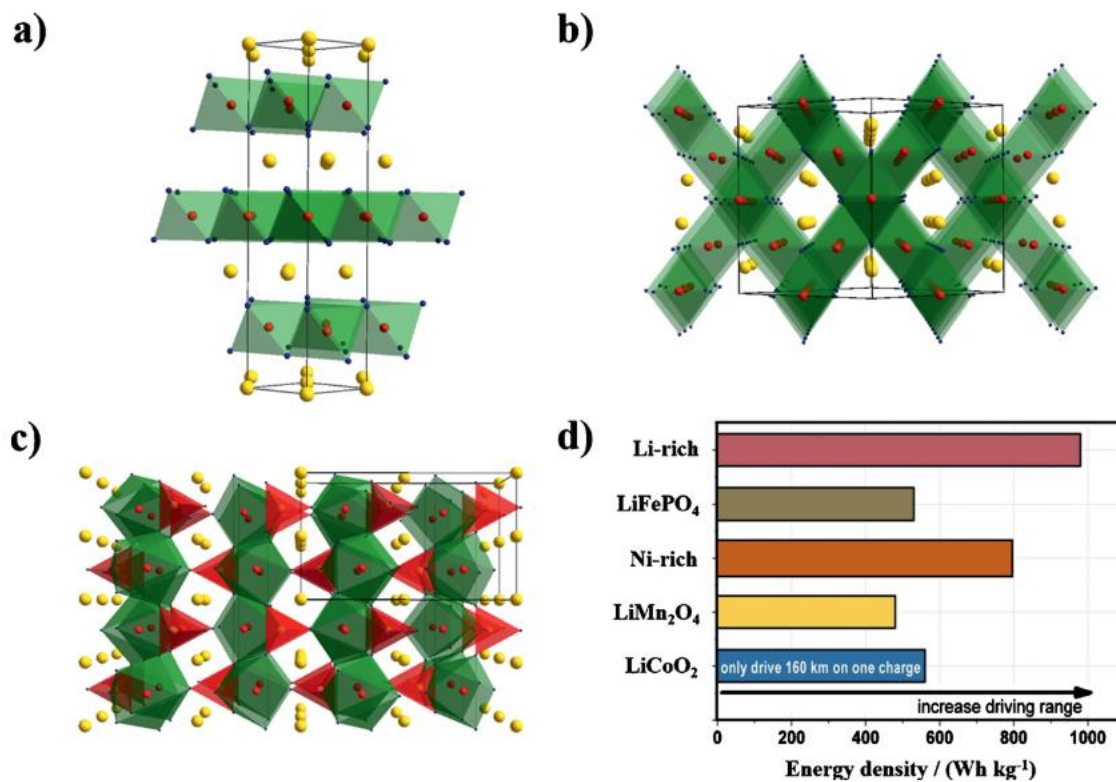 a)
b)
c)
d)
Li-rich
LiFePO₄
Ni-rich
LiMn₂O₄
LiCoO₂
only drive 160 km on one charge
increase driving range
0 200 400 600 800 1000
Energy density / (Wh kg⁻¹)